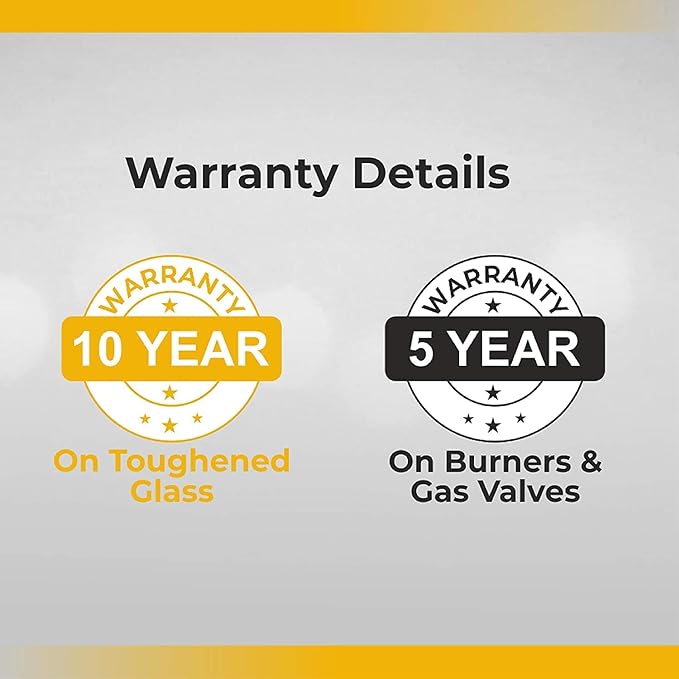 Warranty Details
WARRANTY
10 YEAR
On Toughened
Glass
WARRANTY
5 YEAR
On Burners &
Gas Valves